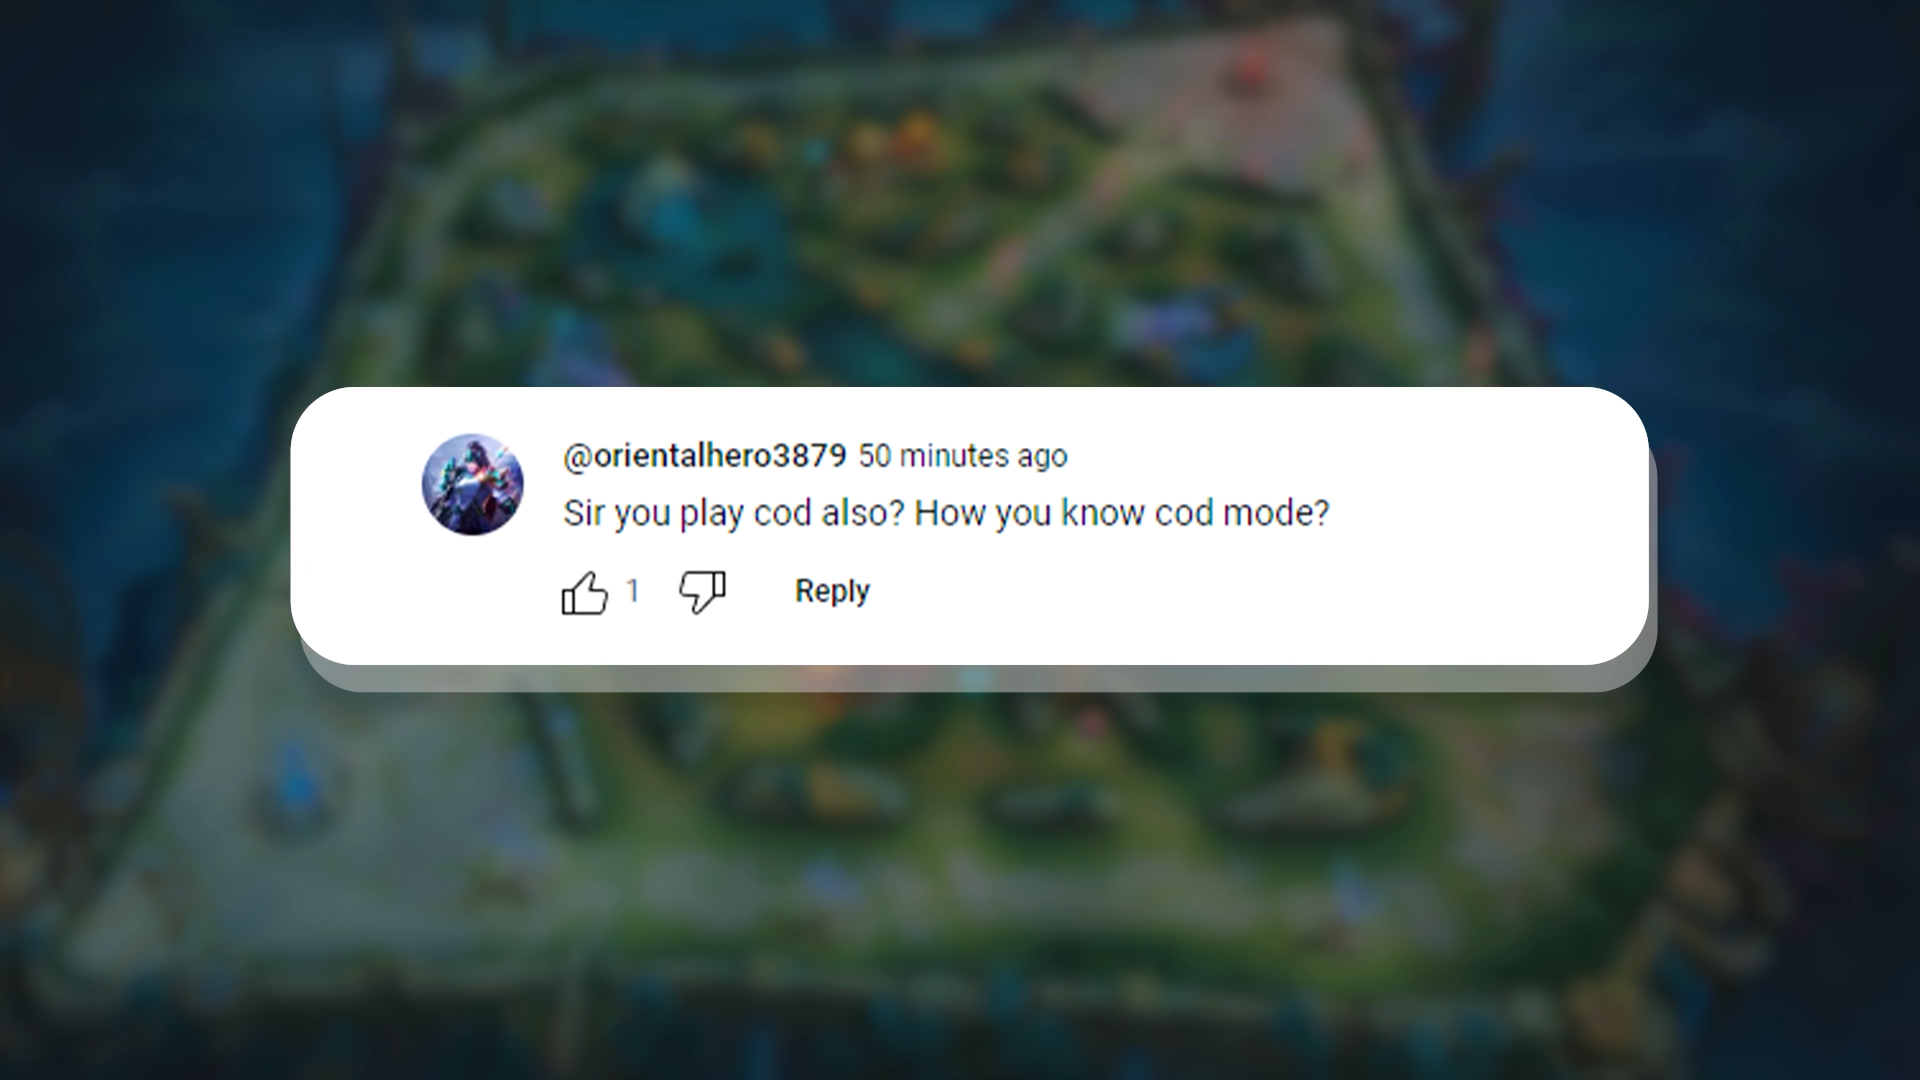 @orientalhero3879 50 minutes ago
Sir you play cod also? How you know cod mode?
1 Reply